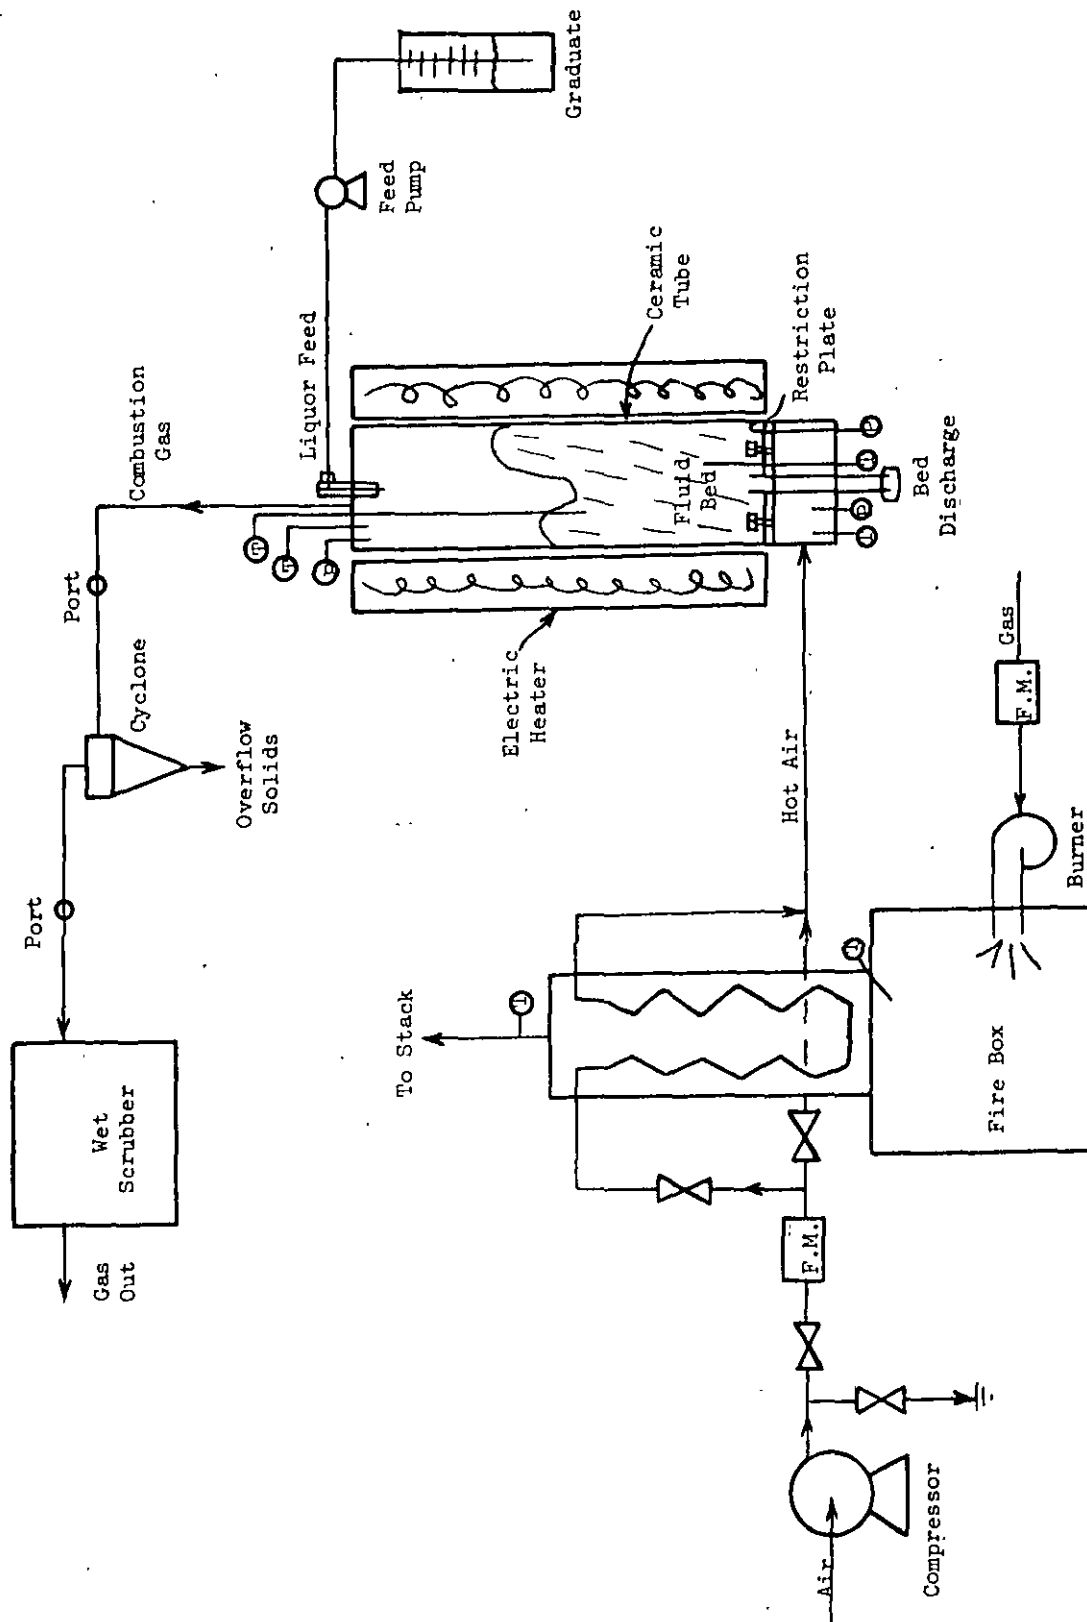 Graduate
Feed
Pump
Liquor Feed
Combustion
Gas
Port
Cyclone
Overflow
Solids
Port
Wet
Scrubber
Gas
Out
Ceramic
Tube
Restriction
Plate
Fluid
Bed
Bed
Discharge
Electric
Heater
T
T
P
T
P
T
P
Hot Air
Gas
F.M.
Burner
To Stack
T
T
Fire Box
F.M.
Compressor
Air